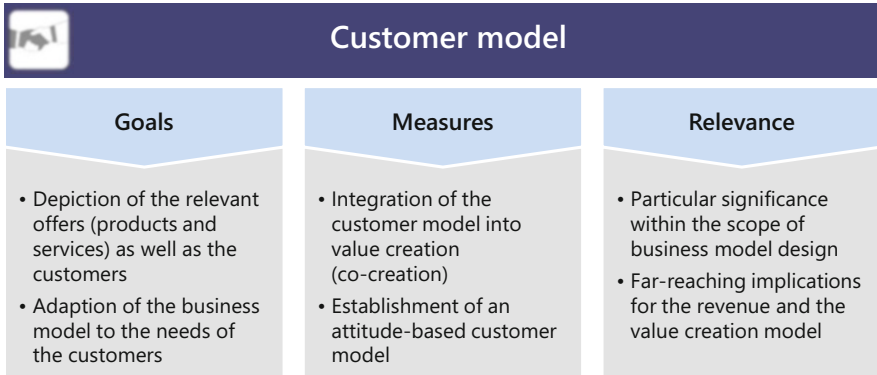 Customer model
Goals
• Depiction of the relevant
offers (products and
services) as well as the
customers
• Adaption of the business
model to the needs of
the customers
Measures
• Integration of the
customer model into
value creation
(co-creation)
• Establishment of an
attitude-based customer
model
Relevance
• Particular significance
within the scope of
business model design
• Far-reaching implications
for the revenue and the
value creation model